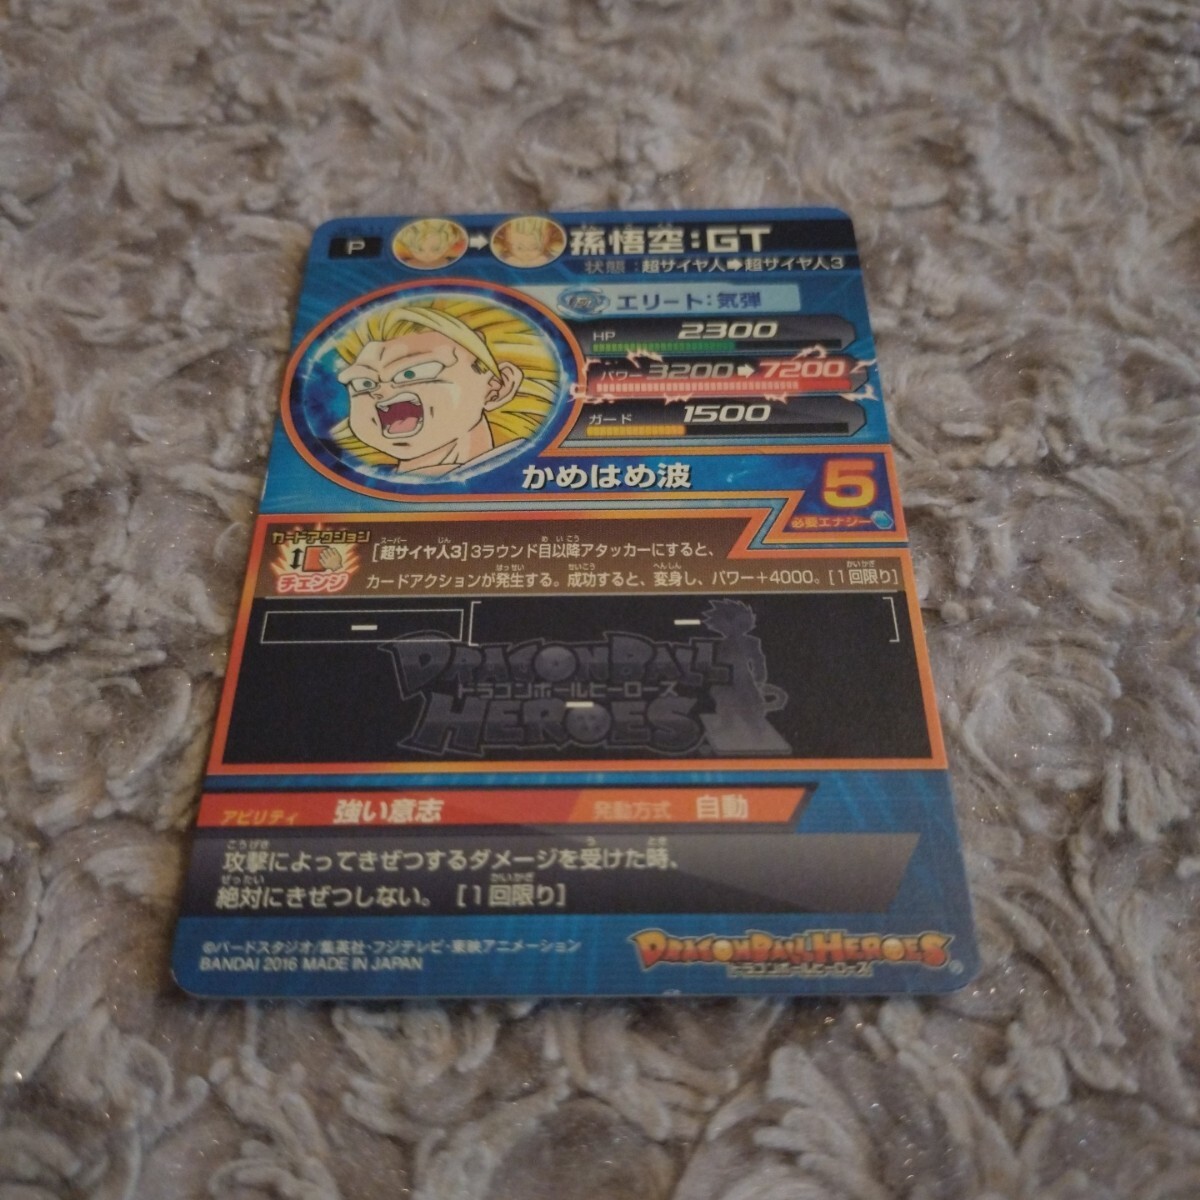 P
孫悟空:GT
状態:超サイヤ人➡超サイヤ人3
エリート:気弾
HP 2300
パワー 3200➡7200
ガード 1500
かめはめ波
5
必要エナジー
カードアクション
チェンジ
[超サイヤ人3]3ラウンド目以降アタッカーにすると、
カードアクションが発生する。成功すると、変身し、パワー+4000。[1回限り]
DRAGONBALL
ドラゴンボールヒーローズ
HEROES
アビリティ 強い意志 発動方式 自動
攻撃によってきぜつするダメージを受けた時、
絶対にきぜつしない。 [1回限り]
©バードスタジオ/集英社・フジテレビ・東映アニメーション
BANDAI 2016 MADE IN JAPAN
DRAGONBALL HEROES
ドラゴンボールヒーローズ